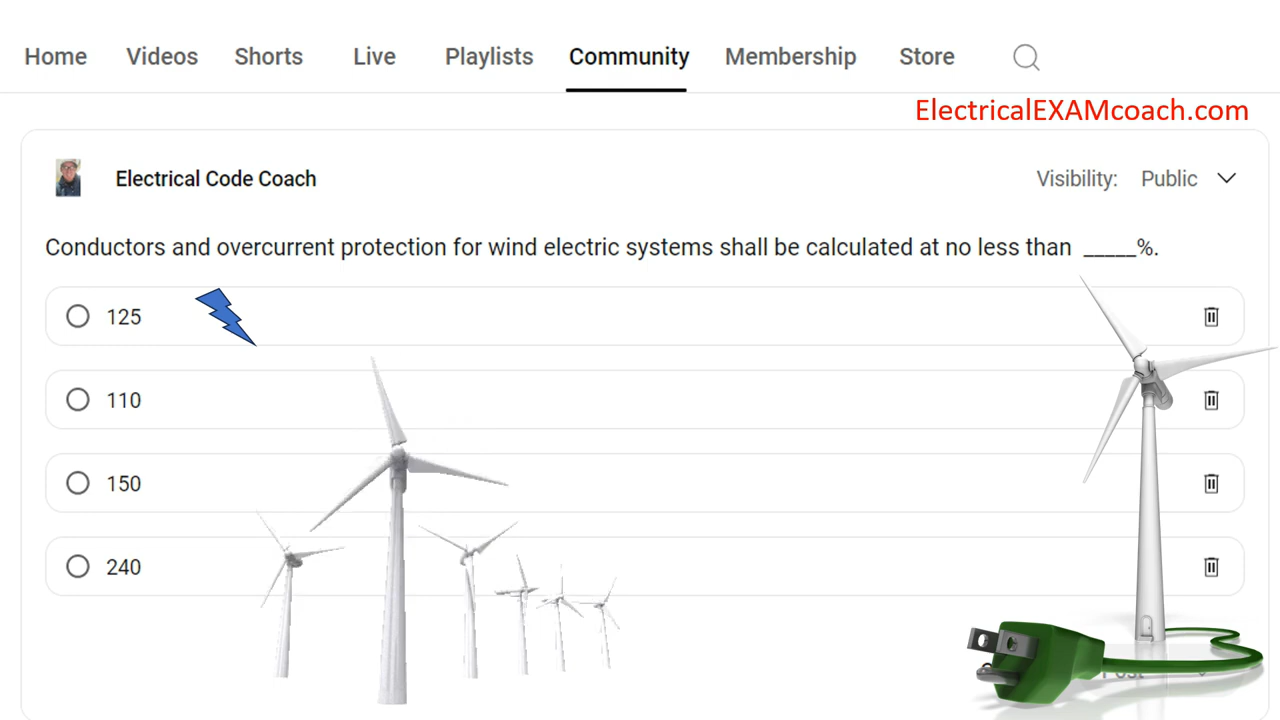 Home Videos Shorts Live Playlists Community Membership Store
ElectricalEXAMcoach.com
Electrical Code Coach Visibility: Public
Conductors and overcurrent protection for wind electric systems shall be calculated at no less than _____%.
125
110
150
240
Post